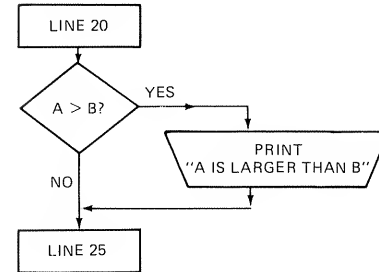 LINE 20
A > B?
YES
PRINT
"A IS LARGER THAN B"
NO
LINE 25